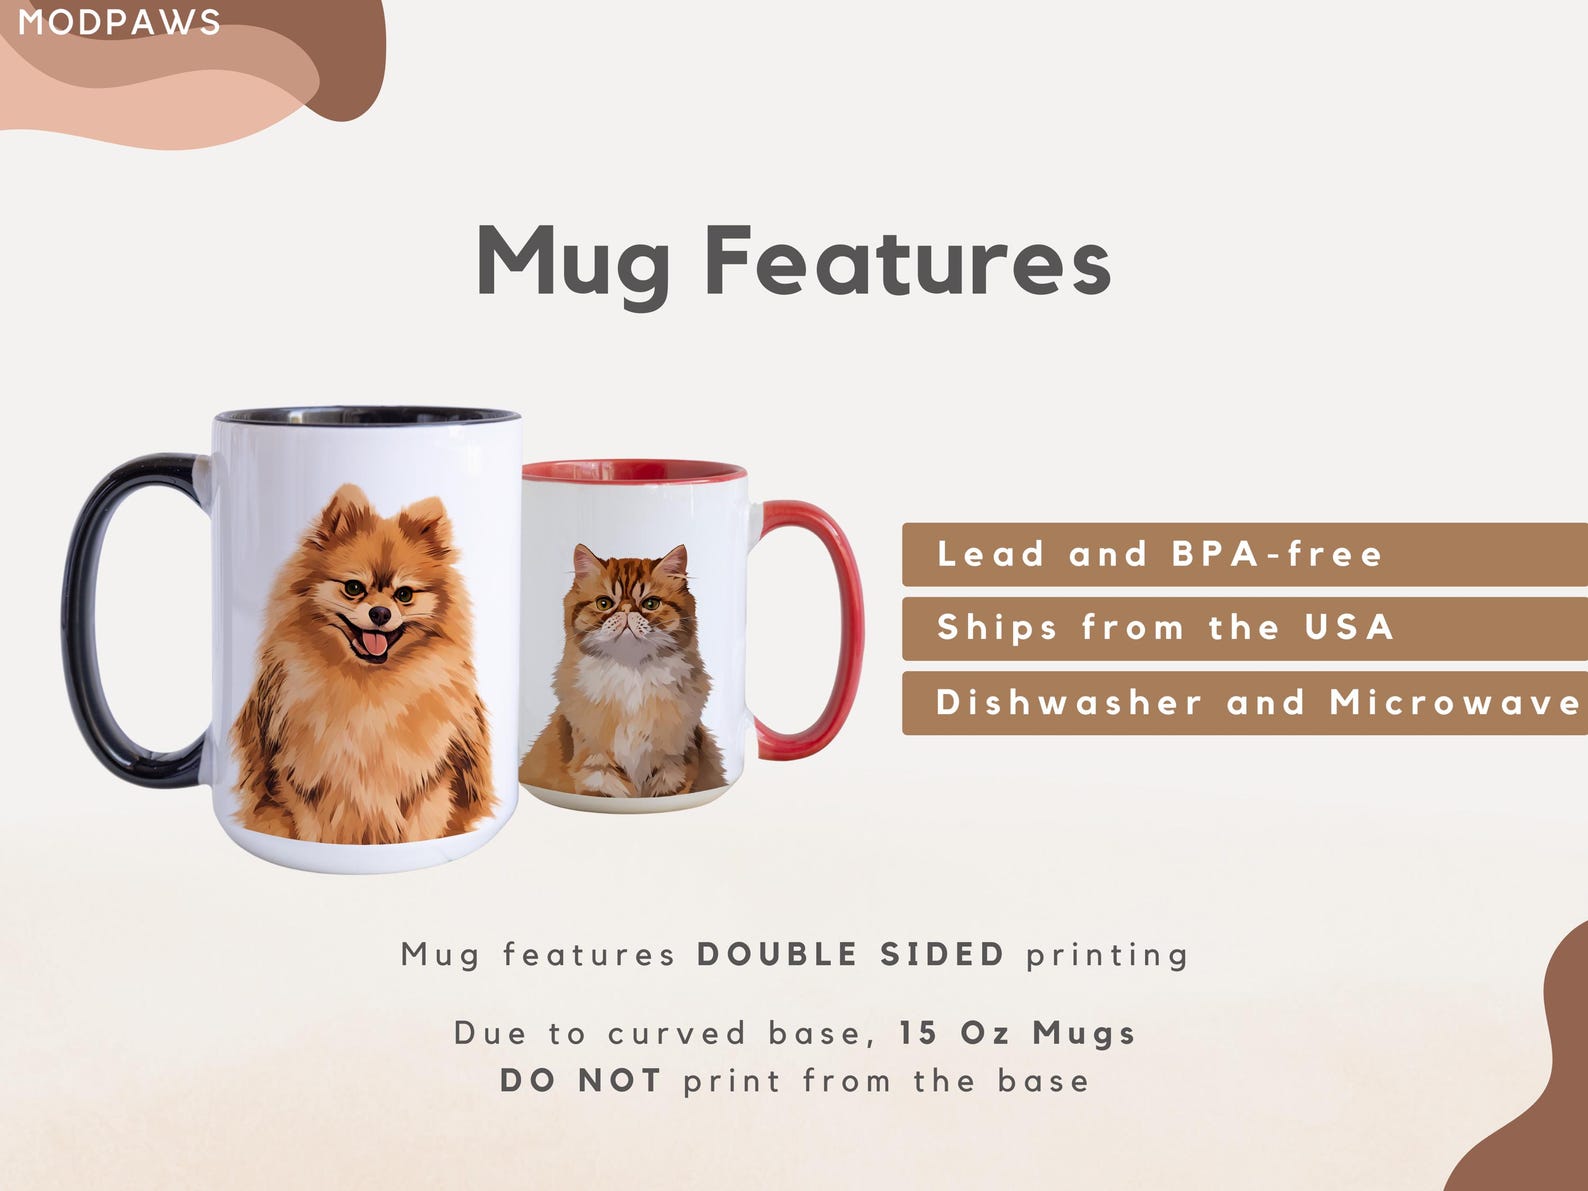 MODPAWS
Mug Features
Lead and BPA-free
Ships from the USA
Dishwasher and Microwave
Mug features DOUBLE SIDED printing
Due to curved base, 15 Oz Mugs
DO NOT print from the base